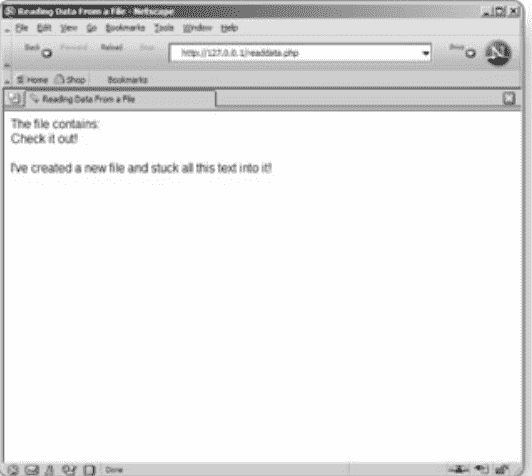 Reading Data From a File - Netscape
File Edit View Go Bookmarks Tools Window Help
Back Forward Reload Stop http://127.0.0.1/readdata.php Print
Home Shop Bookmarks
Reading Data From a File
The file contains:
Check it out!
I've created a new file and stuck all this text into it!
Done